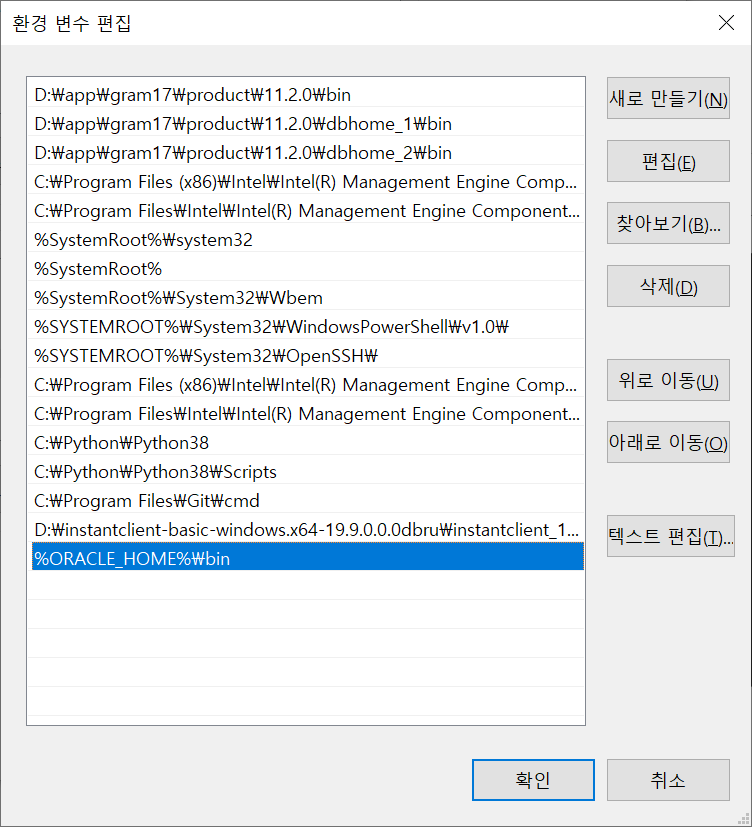 환경 변수 편집
D:₩app₩gram17₩product₩11.2.0₩bin
D:₩app₩gram17₩product₩11.2.0₩dbhome_1₩bin
D:₩app₩gram17₩product₩11.2.0₩dbhome_2₩bin
C:₩Program Files (x86)₩Intel₩Intel(R) Management Engine Comp...
C:₩Program Files₩Intel₩Intel(R) Management Engine Component...
%SystemRoot%₩system32
%SystemRoot%
%SystemRoot%₩System32₩Wbem
%SYSTEMROOT%₩System32₩WindowsPowerShell₩v1.0₩
%SYSTEMROOT%₩System32₩OpenSSH₩
C:₩Program Files (x86)₩Intel₩Intel(R) Management Engine Comp...
C:₩Program Files₩Intel₩Intel(R) Management Engine Component...
C:₩Python₩Python38
C:₩Python₩Python38₩Scripts
C:₩Program Files₩Git₩cmd
D:₩instantclient-basic-windows.x64-19.9.0.0.0dbru₩instantclient_1...
%ORACLE_HOME%₩bin
새로 만들기(N)
편집(E)
찾아보기(B)...
삭제(D)
위로 이동(U)
아래로 이동(O)
텍스트 편집(T)...
확인
취소